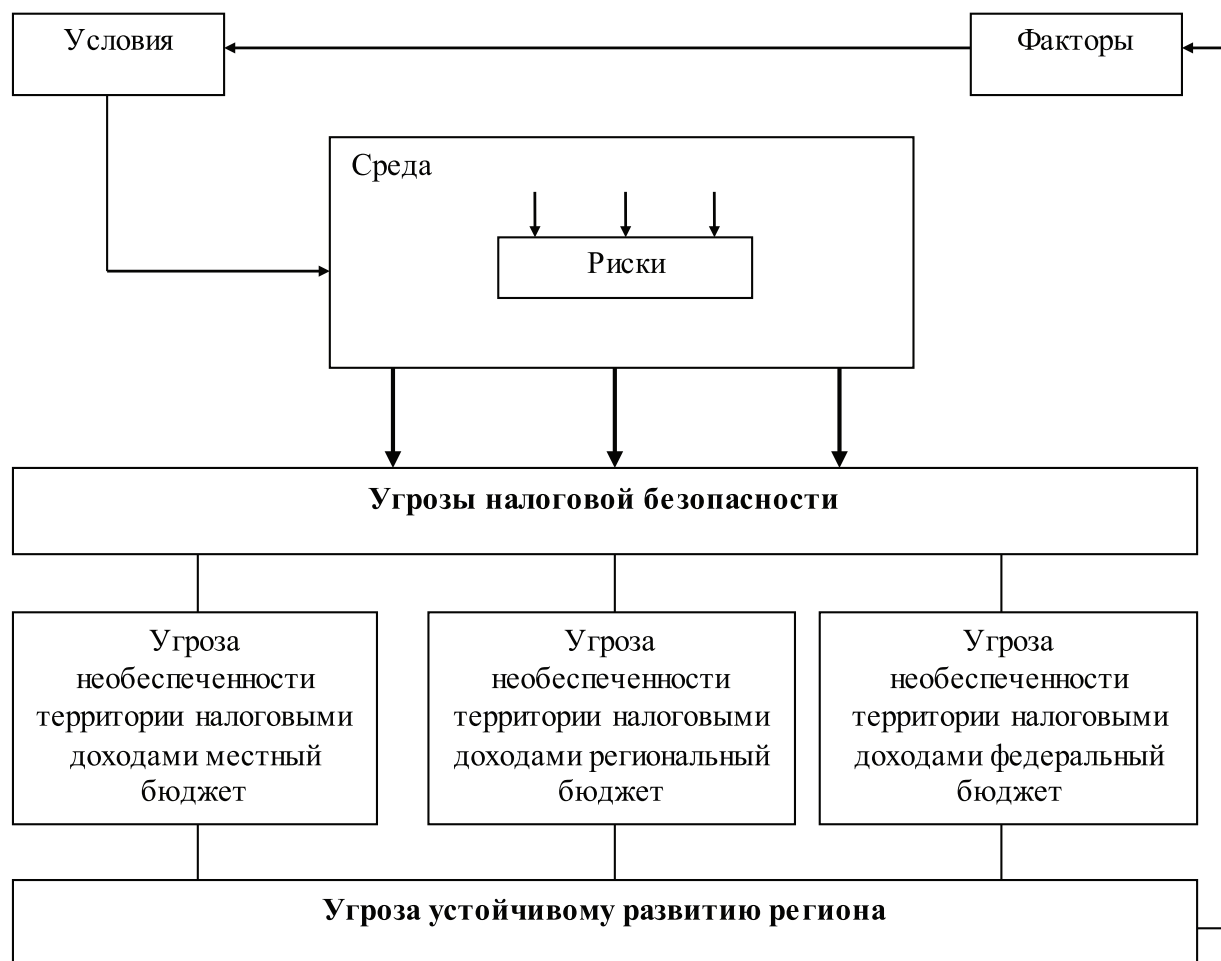 Условия
Факторы
Среда
Риски
Угрозы налоговой безопасности
Угроза
необеспеченности
территории налоговыми
доходами местный
бюджет
Угроза
необеспеченности
территории налоговыми
доходами региональный
бюджет
Угроза
необеспеченности
территории налоговыми
доходами федеральный
бюджет
Угроза устойчивому развитию региона